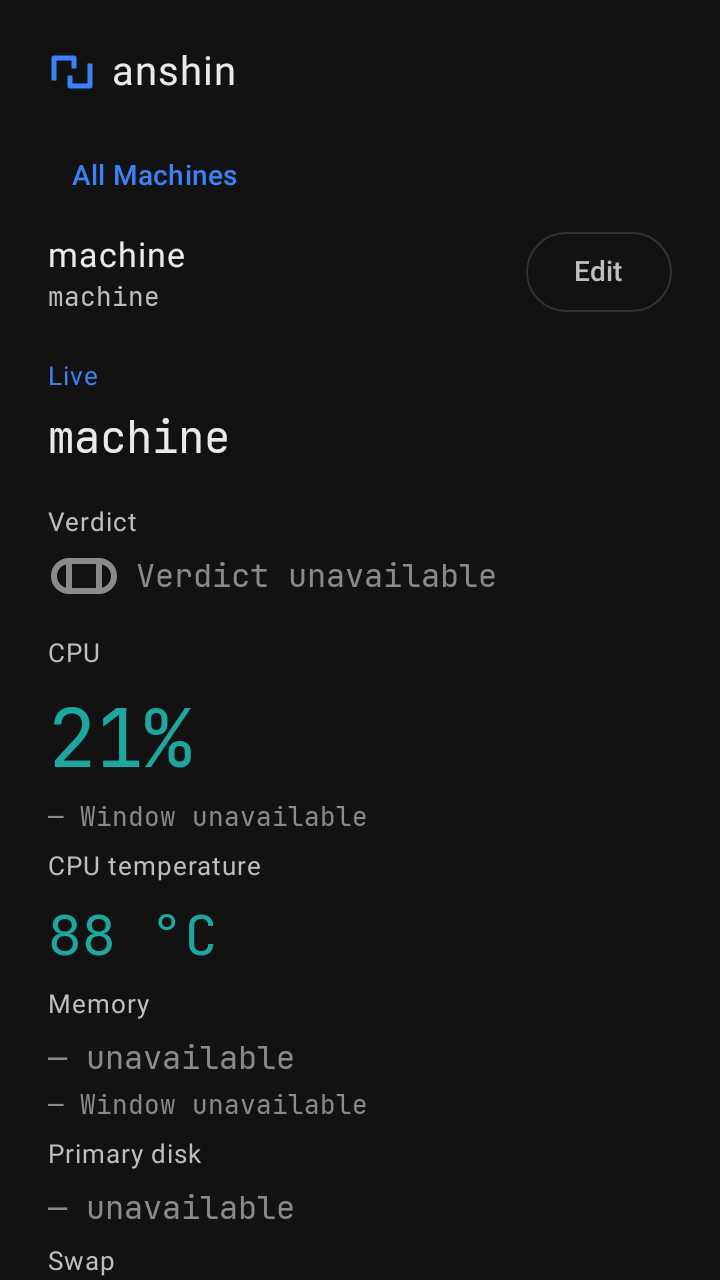 anshin
All Machines
machine
machine
Edit
Live
machine
Verdict
Verdict unavailable
CPU
21%
— Window unavailable
CPU temperature
88 °C
Memory
— unavailable
— Window unavailable
Primary disk
— unavailable
Swap